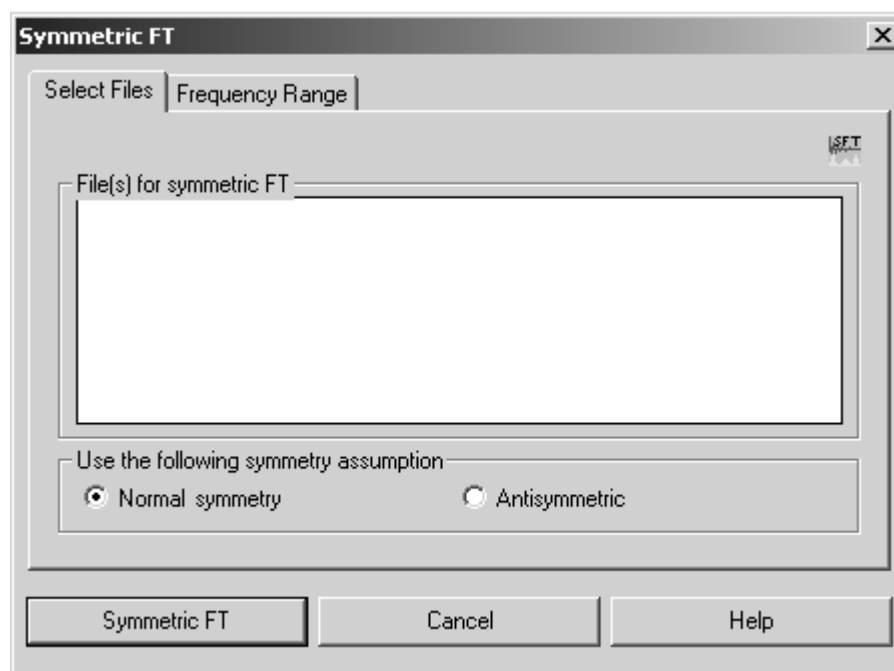 Symmetric FT
Select Files
Frequency Range
SFT
File(s) for symmetric FT
Use the following symmetry assumption
Normal symmetry
Antisymmetric
Symmetric FT
Cancel
Help